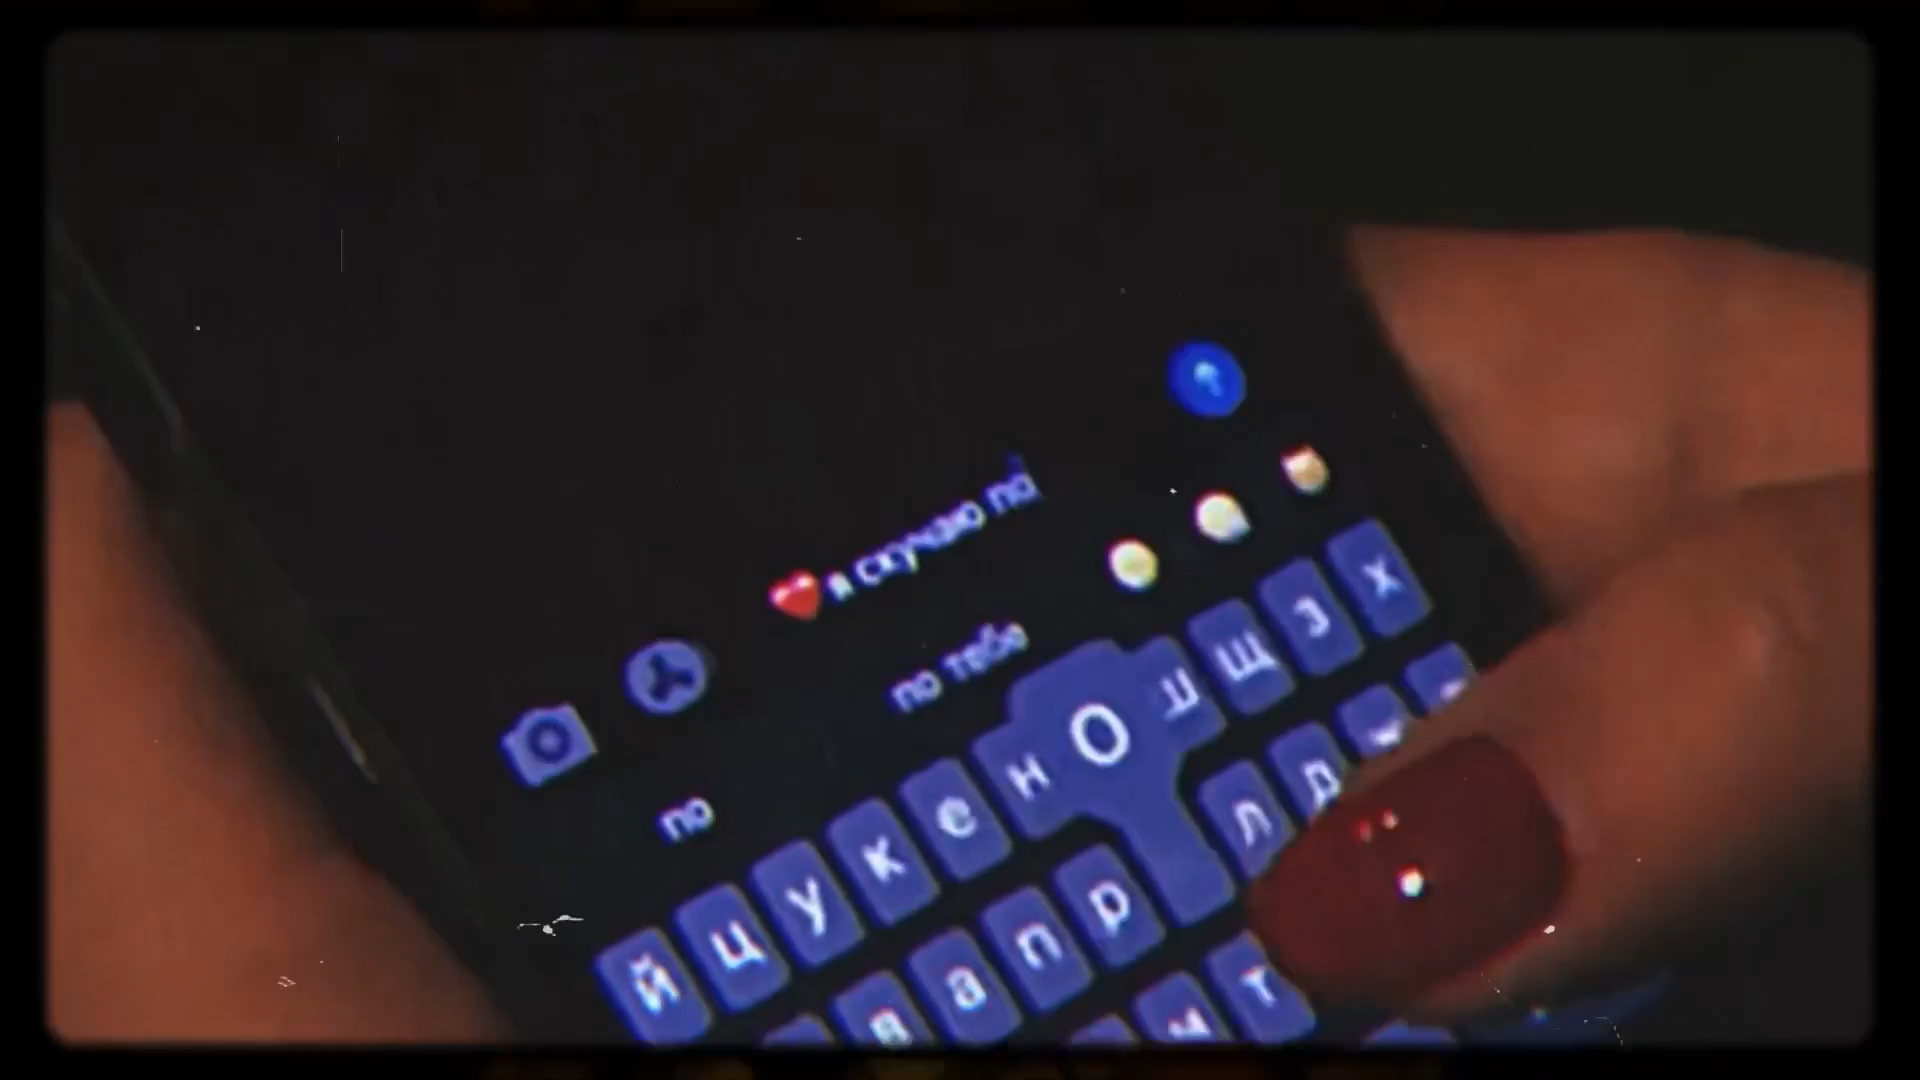 я скучаю по
по тебе
по
й ц у к е н О щ з х
в а п р л д
м т